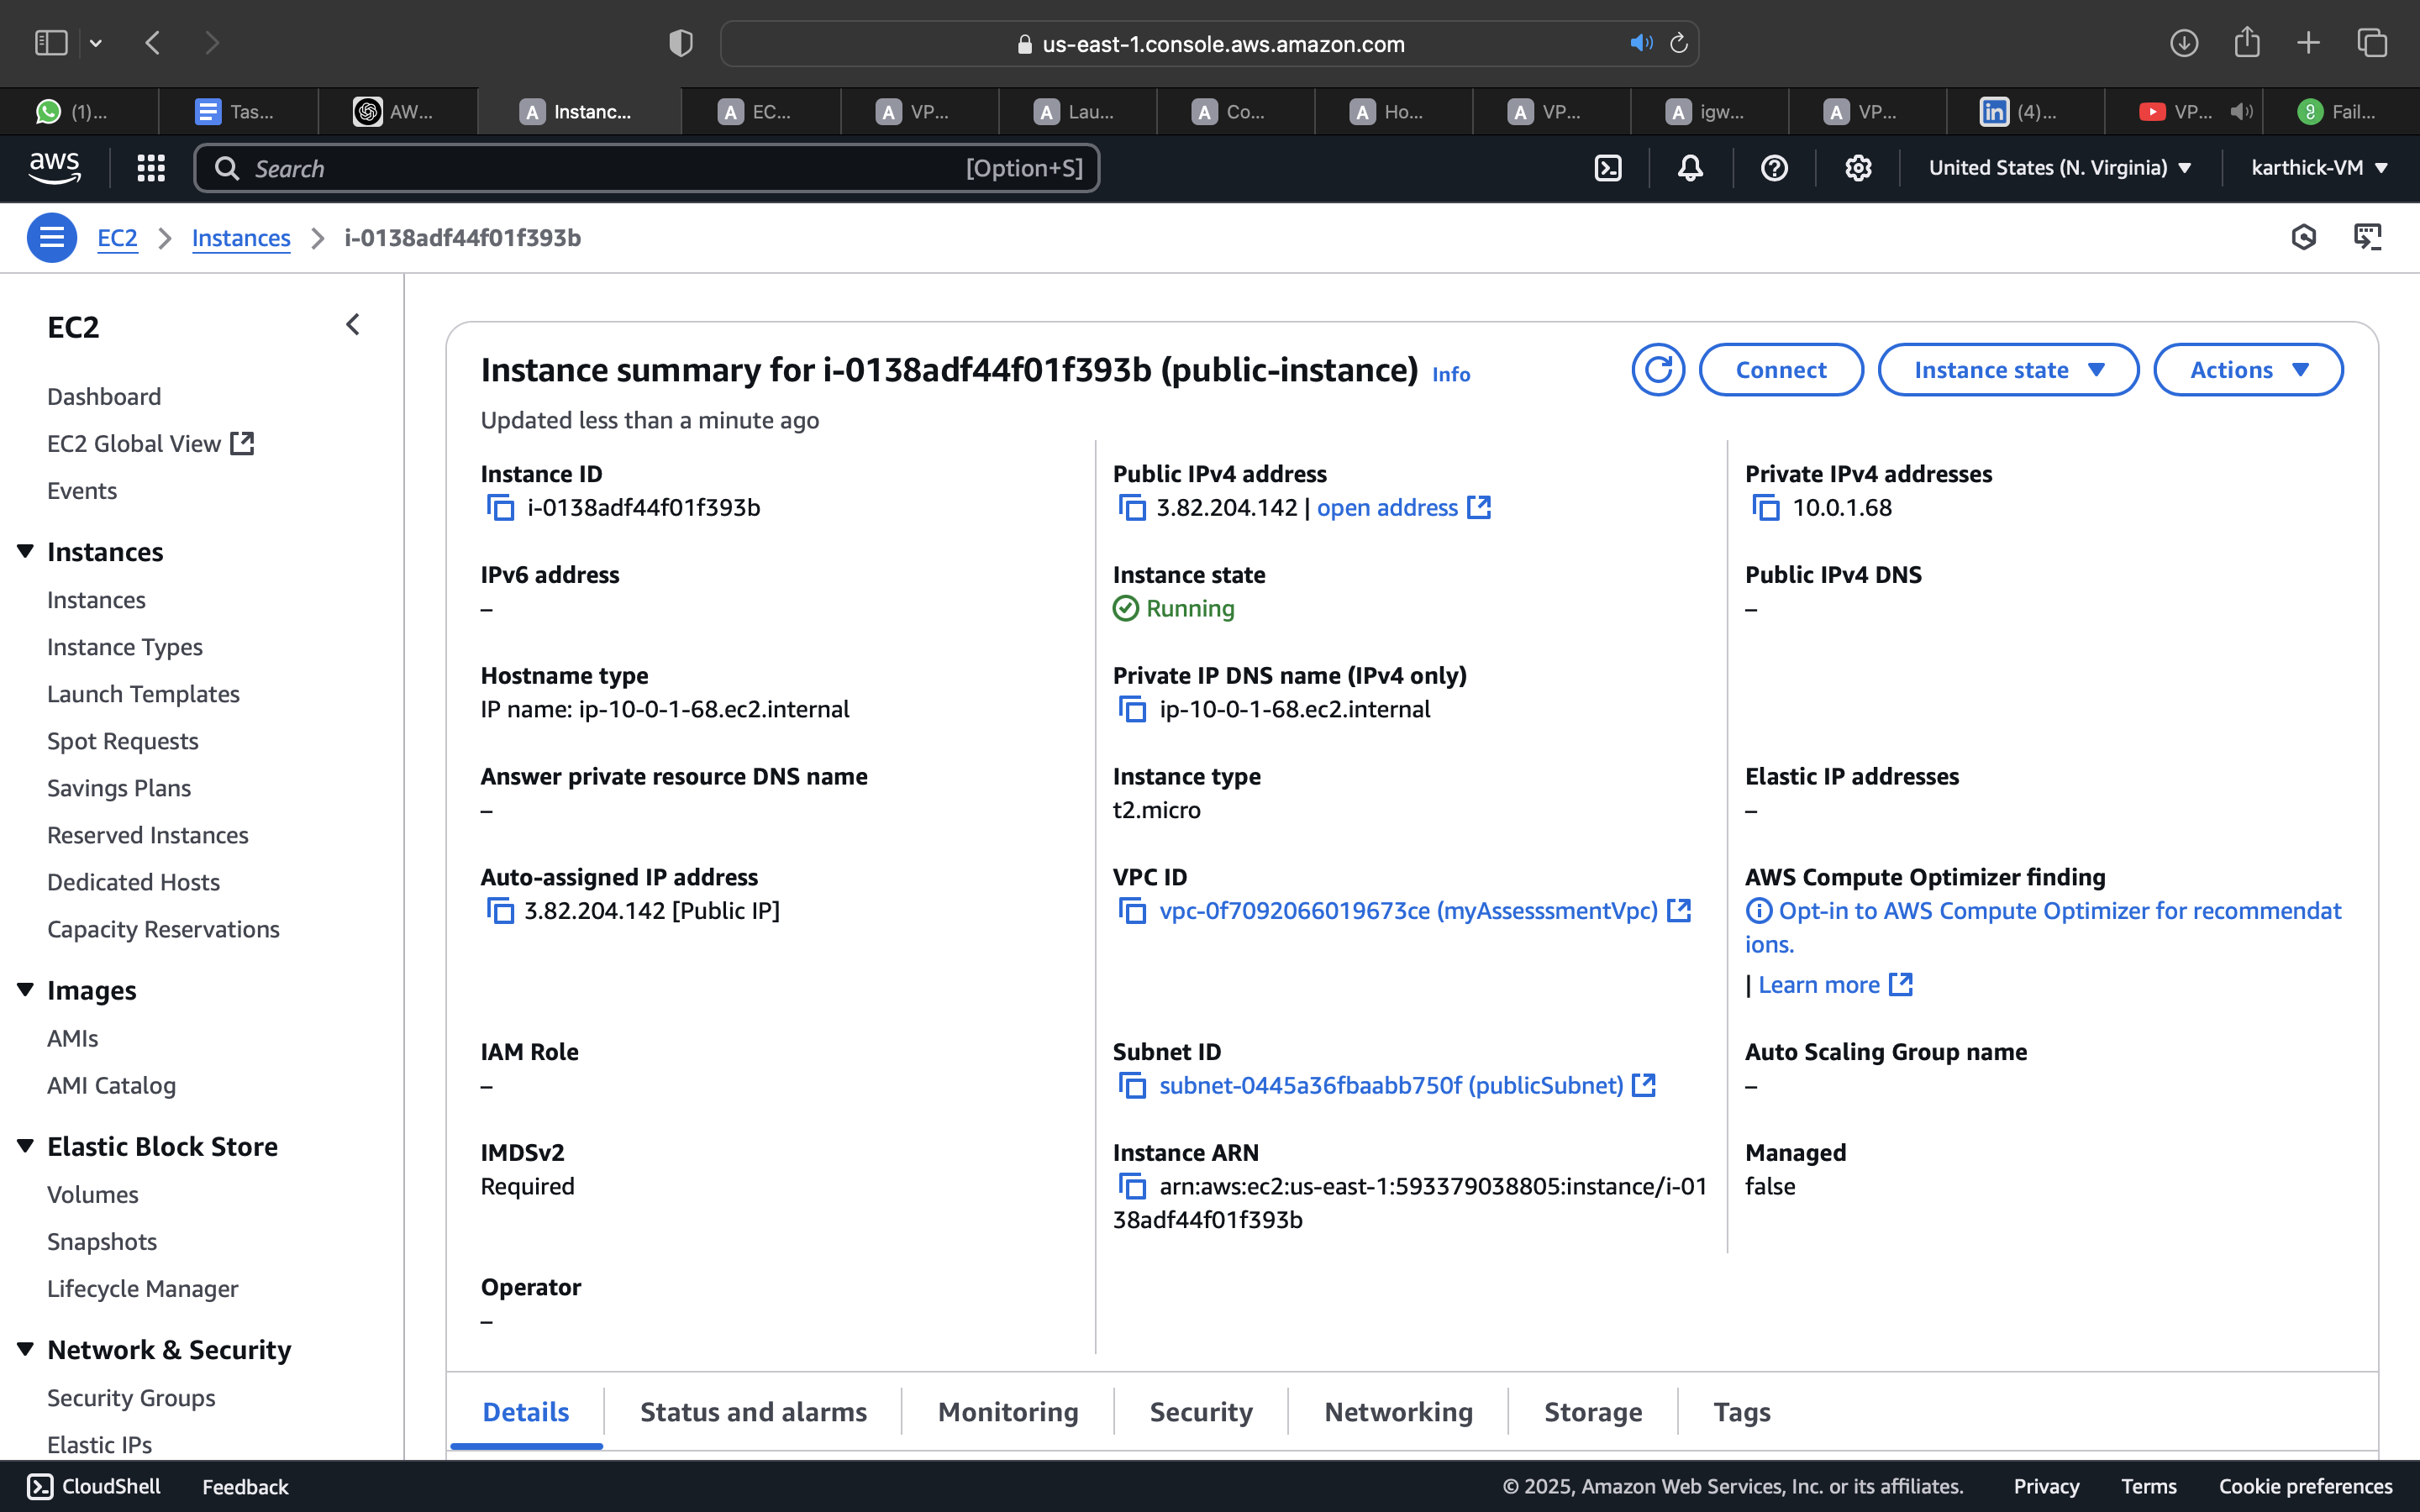 us-east-1.console.aws.amazon.com
(1)...
Tas...
AW...
A Instanc...
A EC...
A VP...
A Lau...
A Co...
A Ho...
A VP...
A igw...
A VP...
in (4)...
VP...
Fail...
aws
Search [Option+S]
United States (N. Virginia)
karthick-VM
EC2 Instances i-0138adf44f01f393b
EC2
Dashboard
EC2 Global View
Events
Instances
Instances
Instance Types
Launch Templates
Spot Requests
Savings Plans
Reserved Instances
Dedicated Hosts
Capacity Reservations
Images
AMIs
AMI Catalog
Elastic Block Store
Volumes
Snapshots
Lifecycle Manager
Network & Security
Security Groups
Elastic IPs
Instance summary for i-0138adf44f01f393b (public-instance) Info
Connect
Instance state
Actions
Updated less than a minute ago
Instance ID
i-0138adf44f01f393b
Public IPv4 address
3.82.204.142 | open address
Private IPv4 addresses
10.0.1.68
IPv6 address
–
Instance state
Running
Public IPv4 DNS
–
Hostname type
IP name: ip-10-0-1-68.ec2.internal
Private IP DNS name (IPv4 only)
ip-10-0-1-68.ec2.internal
Answer private resource DNS name
–
Instance type
t2.micro
Elastic IP addresses
–
Auto-assigned IP address
3.82.204.142 [Public IP]
VPC ID
vpc-0f7092066019673ce (myAssesssmentVpc)
AWS Compute Optimizer finding
Opt-in to AWS Compute Optimizer for recommendat
ions.
| Learn more
IAM Role
–
Subnet ID
subnet-0445a36fbaabb750f (publicSubnet)
Auto Scaling Group name
–
IMDSv2
Required
Instance ARN
arn:aws:ec2:us-east-1:593379038805:instance/i-01
38adf44f01f393b
Managed
false
Operator
–
Details
Status and alarms
Monitoring
Security
Networking
Storage
Tags
CloudShell
Feedback
© 2025, Amazon Web Services, Inc. or its affiliates.
Privacy
Terms
Cookie preferences